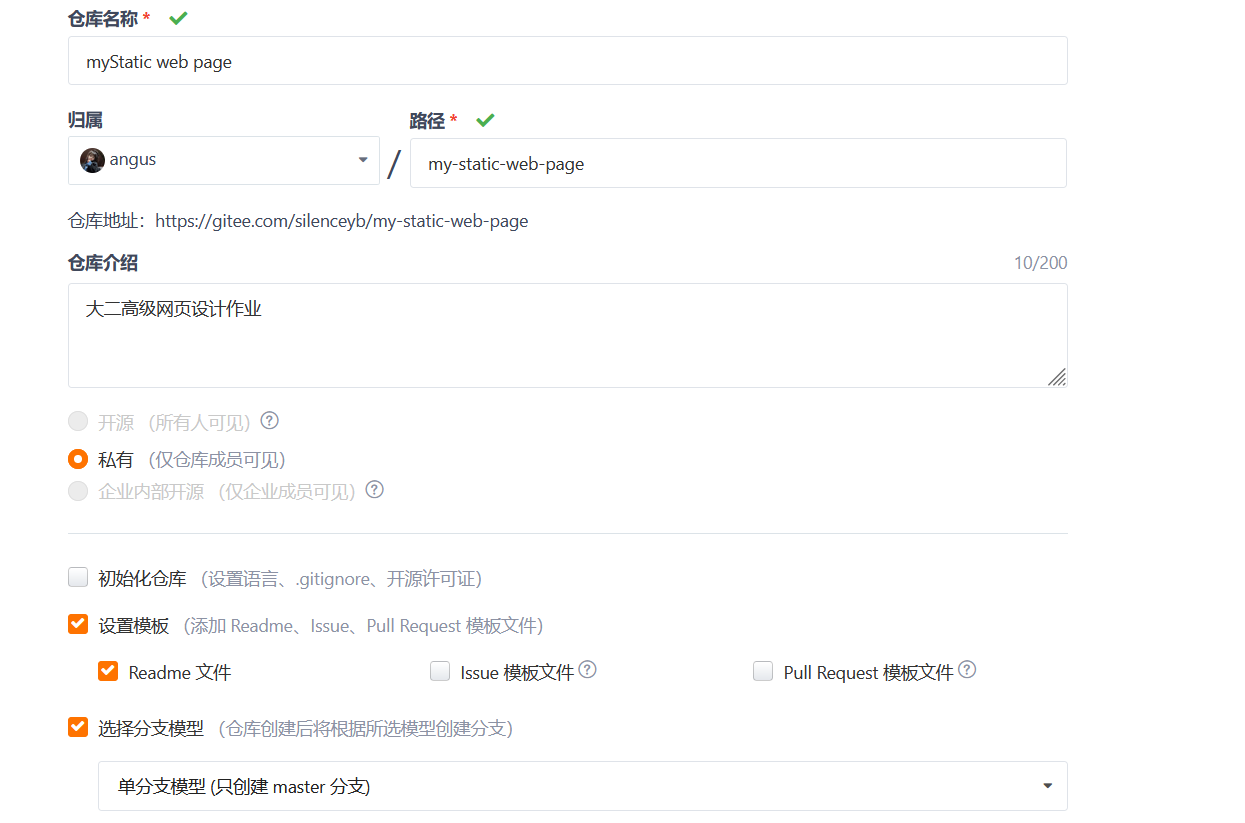 仓库名称 *
myStatic web page
归属
路径 *
angus
/
my-static-web-page
仓库地址：https://gitee.com/silenceyb/my-static-web-page
仓库介绍
10/200
大二高级网页设计作业
开源 （所有人可见） ?
私有 （仅仓库成员可见）
企业内部开源 （仅企业成员可见） ?
初始化仓库 （设置语言、.gitignore、开源许可证）
设置模板 （添加 Readme、Issue、Pull Request 模板文件）
Readme 文件
Issue 模板文件 ?
Pull Request 模板文件 ?
选择分支模型 （仓库创建后将根据所选模型创建分支）
单分支模型 (只创建 master 分支)